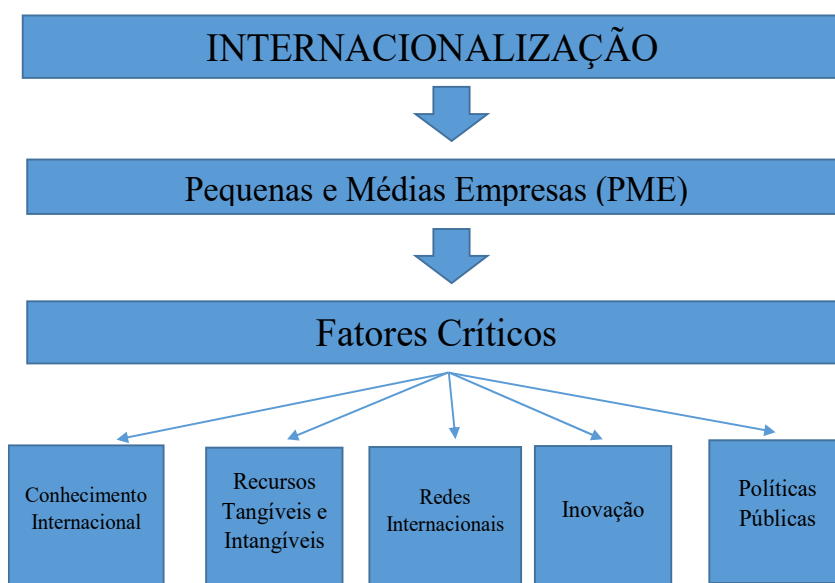 INTERNACIONALIZAÇÃO
Pequenas e Médias Empresas (PME)
Fatores Críticos
Conhecimento
Internacional
Recursos
Tangíveis e
Intangíveis
Redes
Internacionais
Inovação
Políticas
Públicas